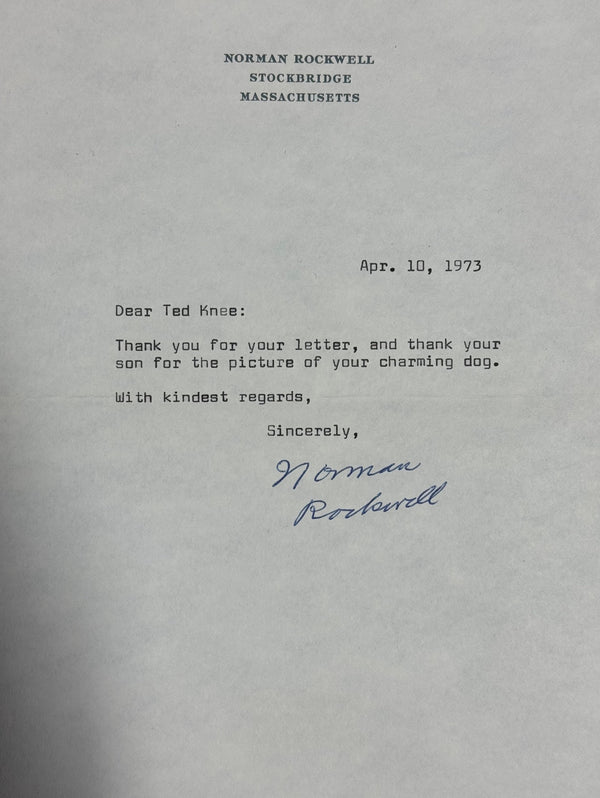 NORMAN ROCKWELL
STOCKBRIDGE
MASSACHUSETTS
Apr. 10, 1973
Dear Ted Knee:
Thank you for your letter, and thank your
son for the picture of your charming dog.
With kindest regards,
Sincerely,
Norman
Rockwell